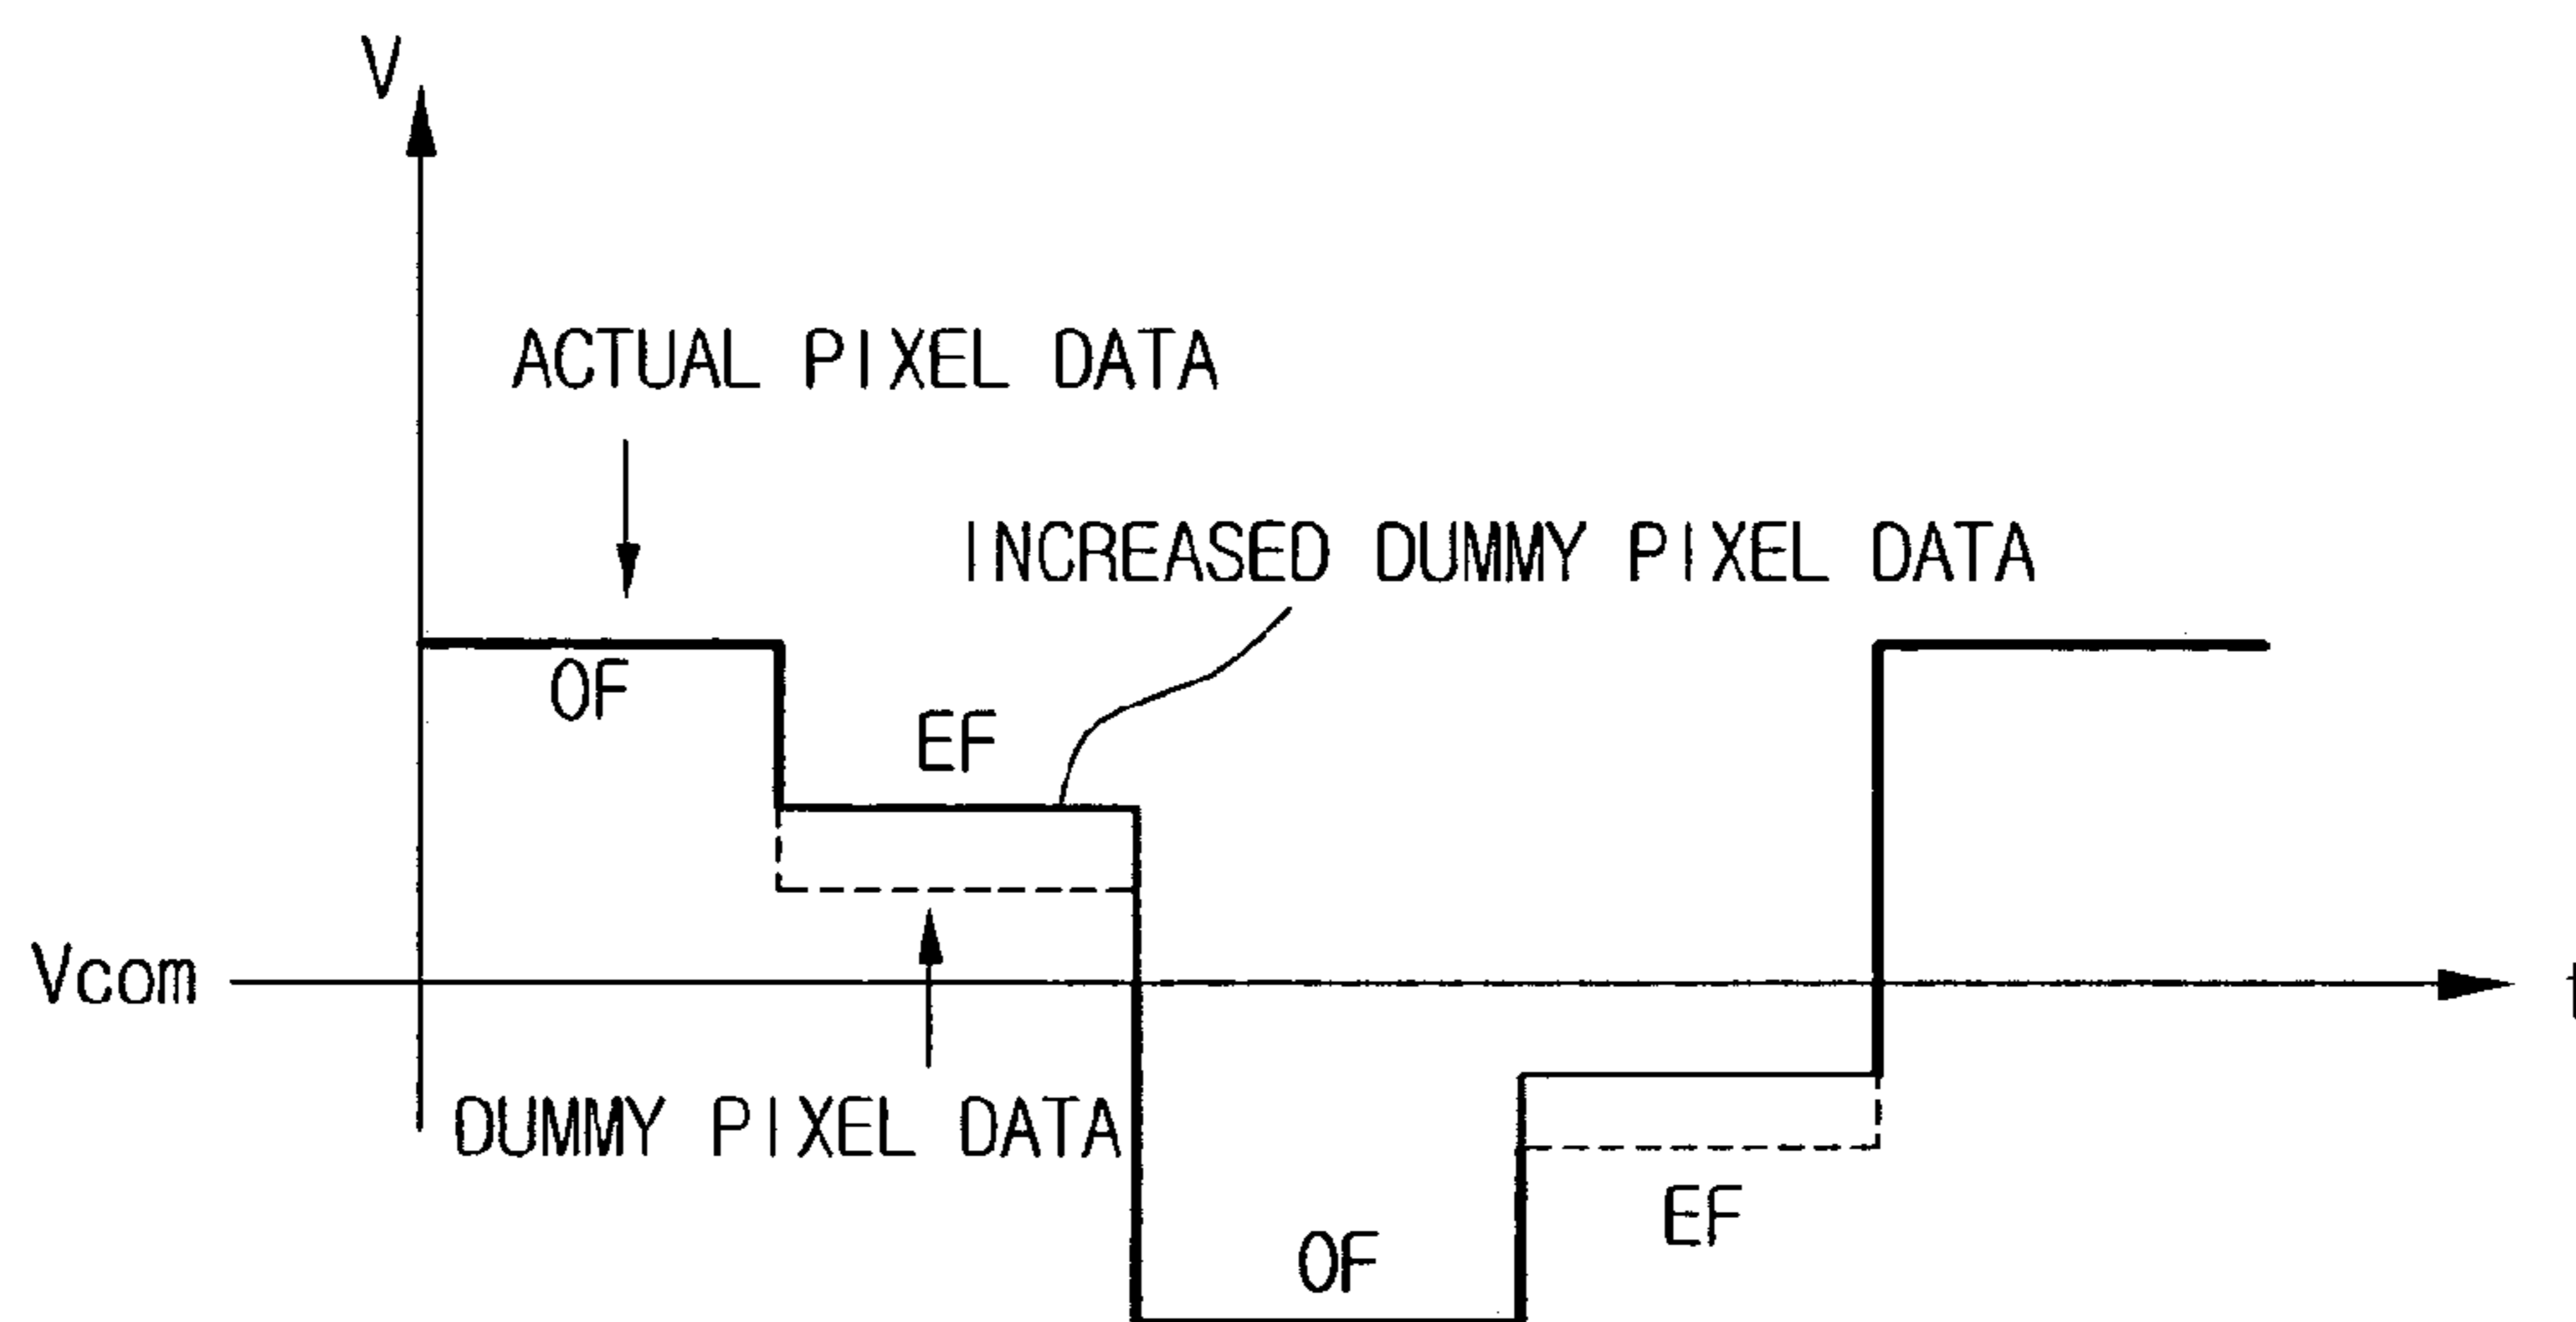 V
ACTUAL PIXEL DATA
INCREASED DUMMY PIXEL DATA
OF
EF
Vcom
t
DUMMY PIXEL DATA
EF
OF